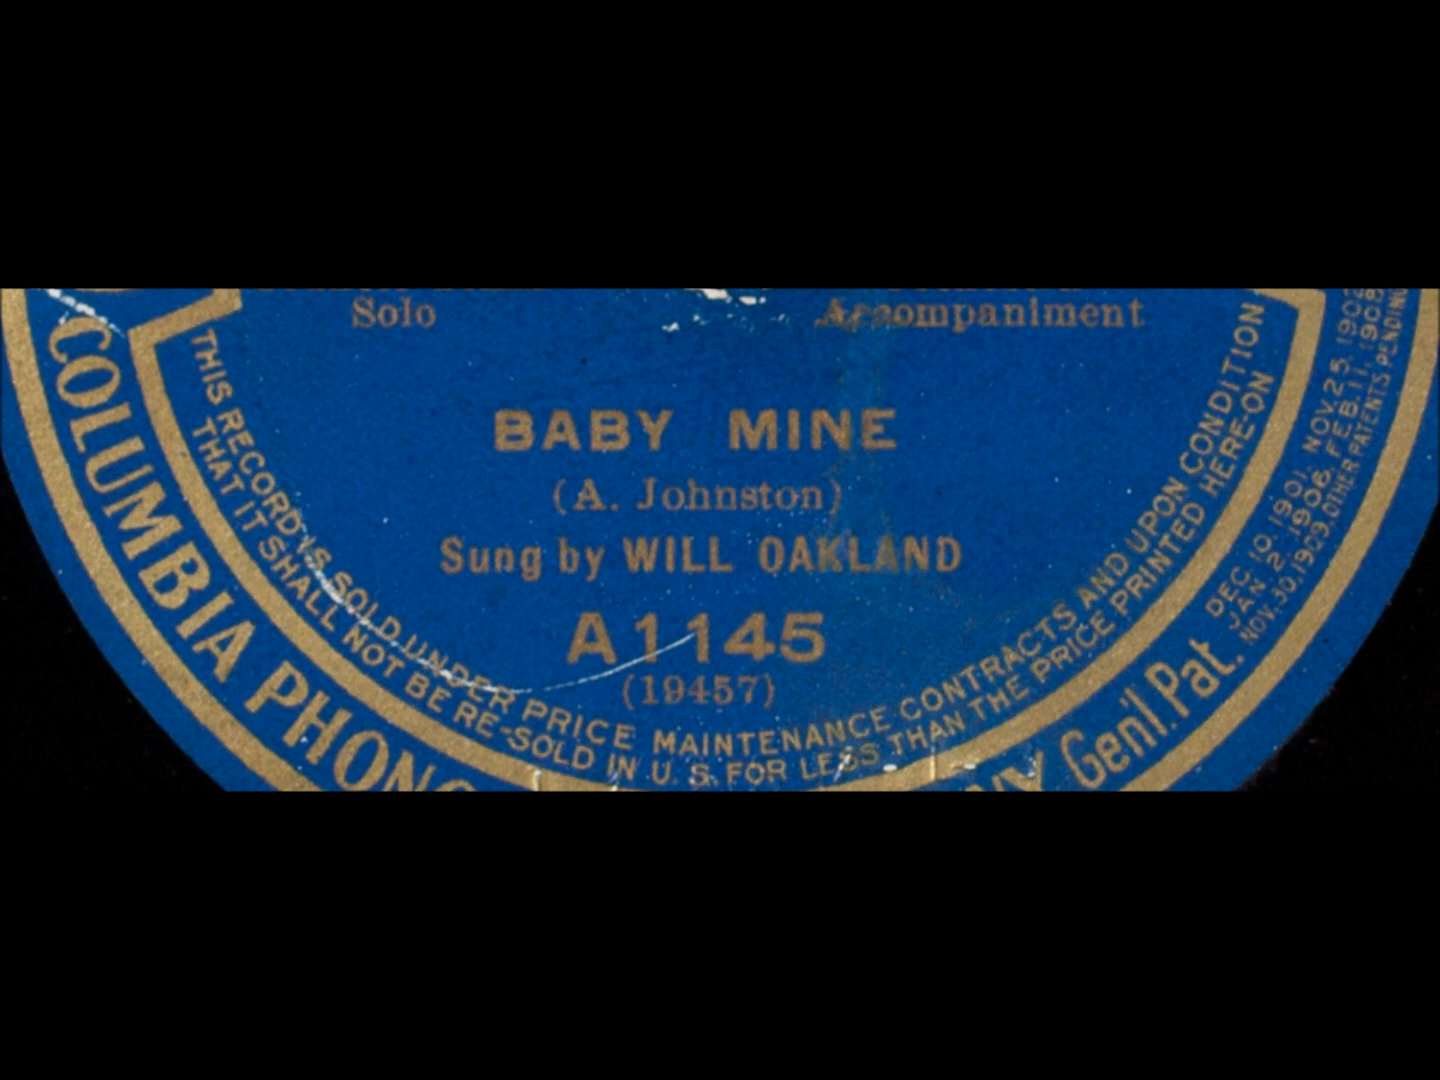 Solo
Accompaniment
BABY MINE
(A. Johnston)
Sung by WILL OAKLAND
A1145
(19457)
THIS RECORD IS SOLD UNDER PRICE MAINTENANCE CONTRACTS AND UPON CONDITION
THAT IT SHALL NOT BE RE-SOLD IN U. S. FOR LESS THAN THE PRICE PRINTED HERE-ON
COLUMBIA PHONO
Gen'l. Pat.
DEC. 10, 1901. NOV. 25, 190
JAN. 2, 1906. FEB. 11, 1908
NOV. 30, 1909. OTHER PATENTS PENDING